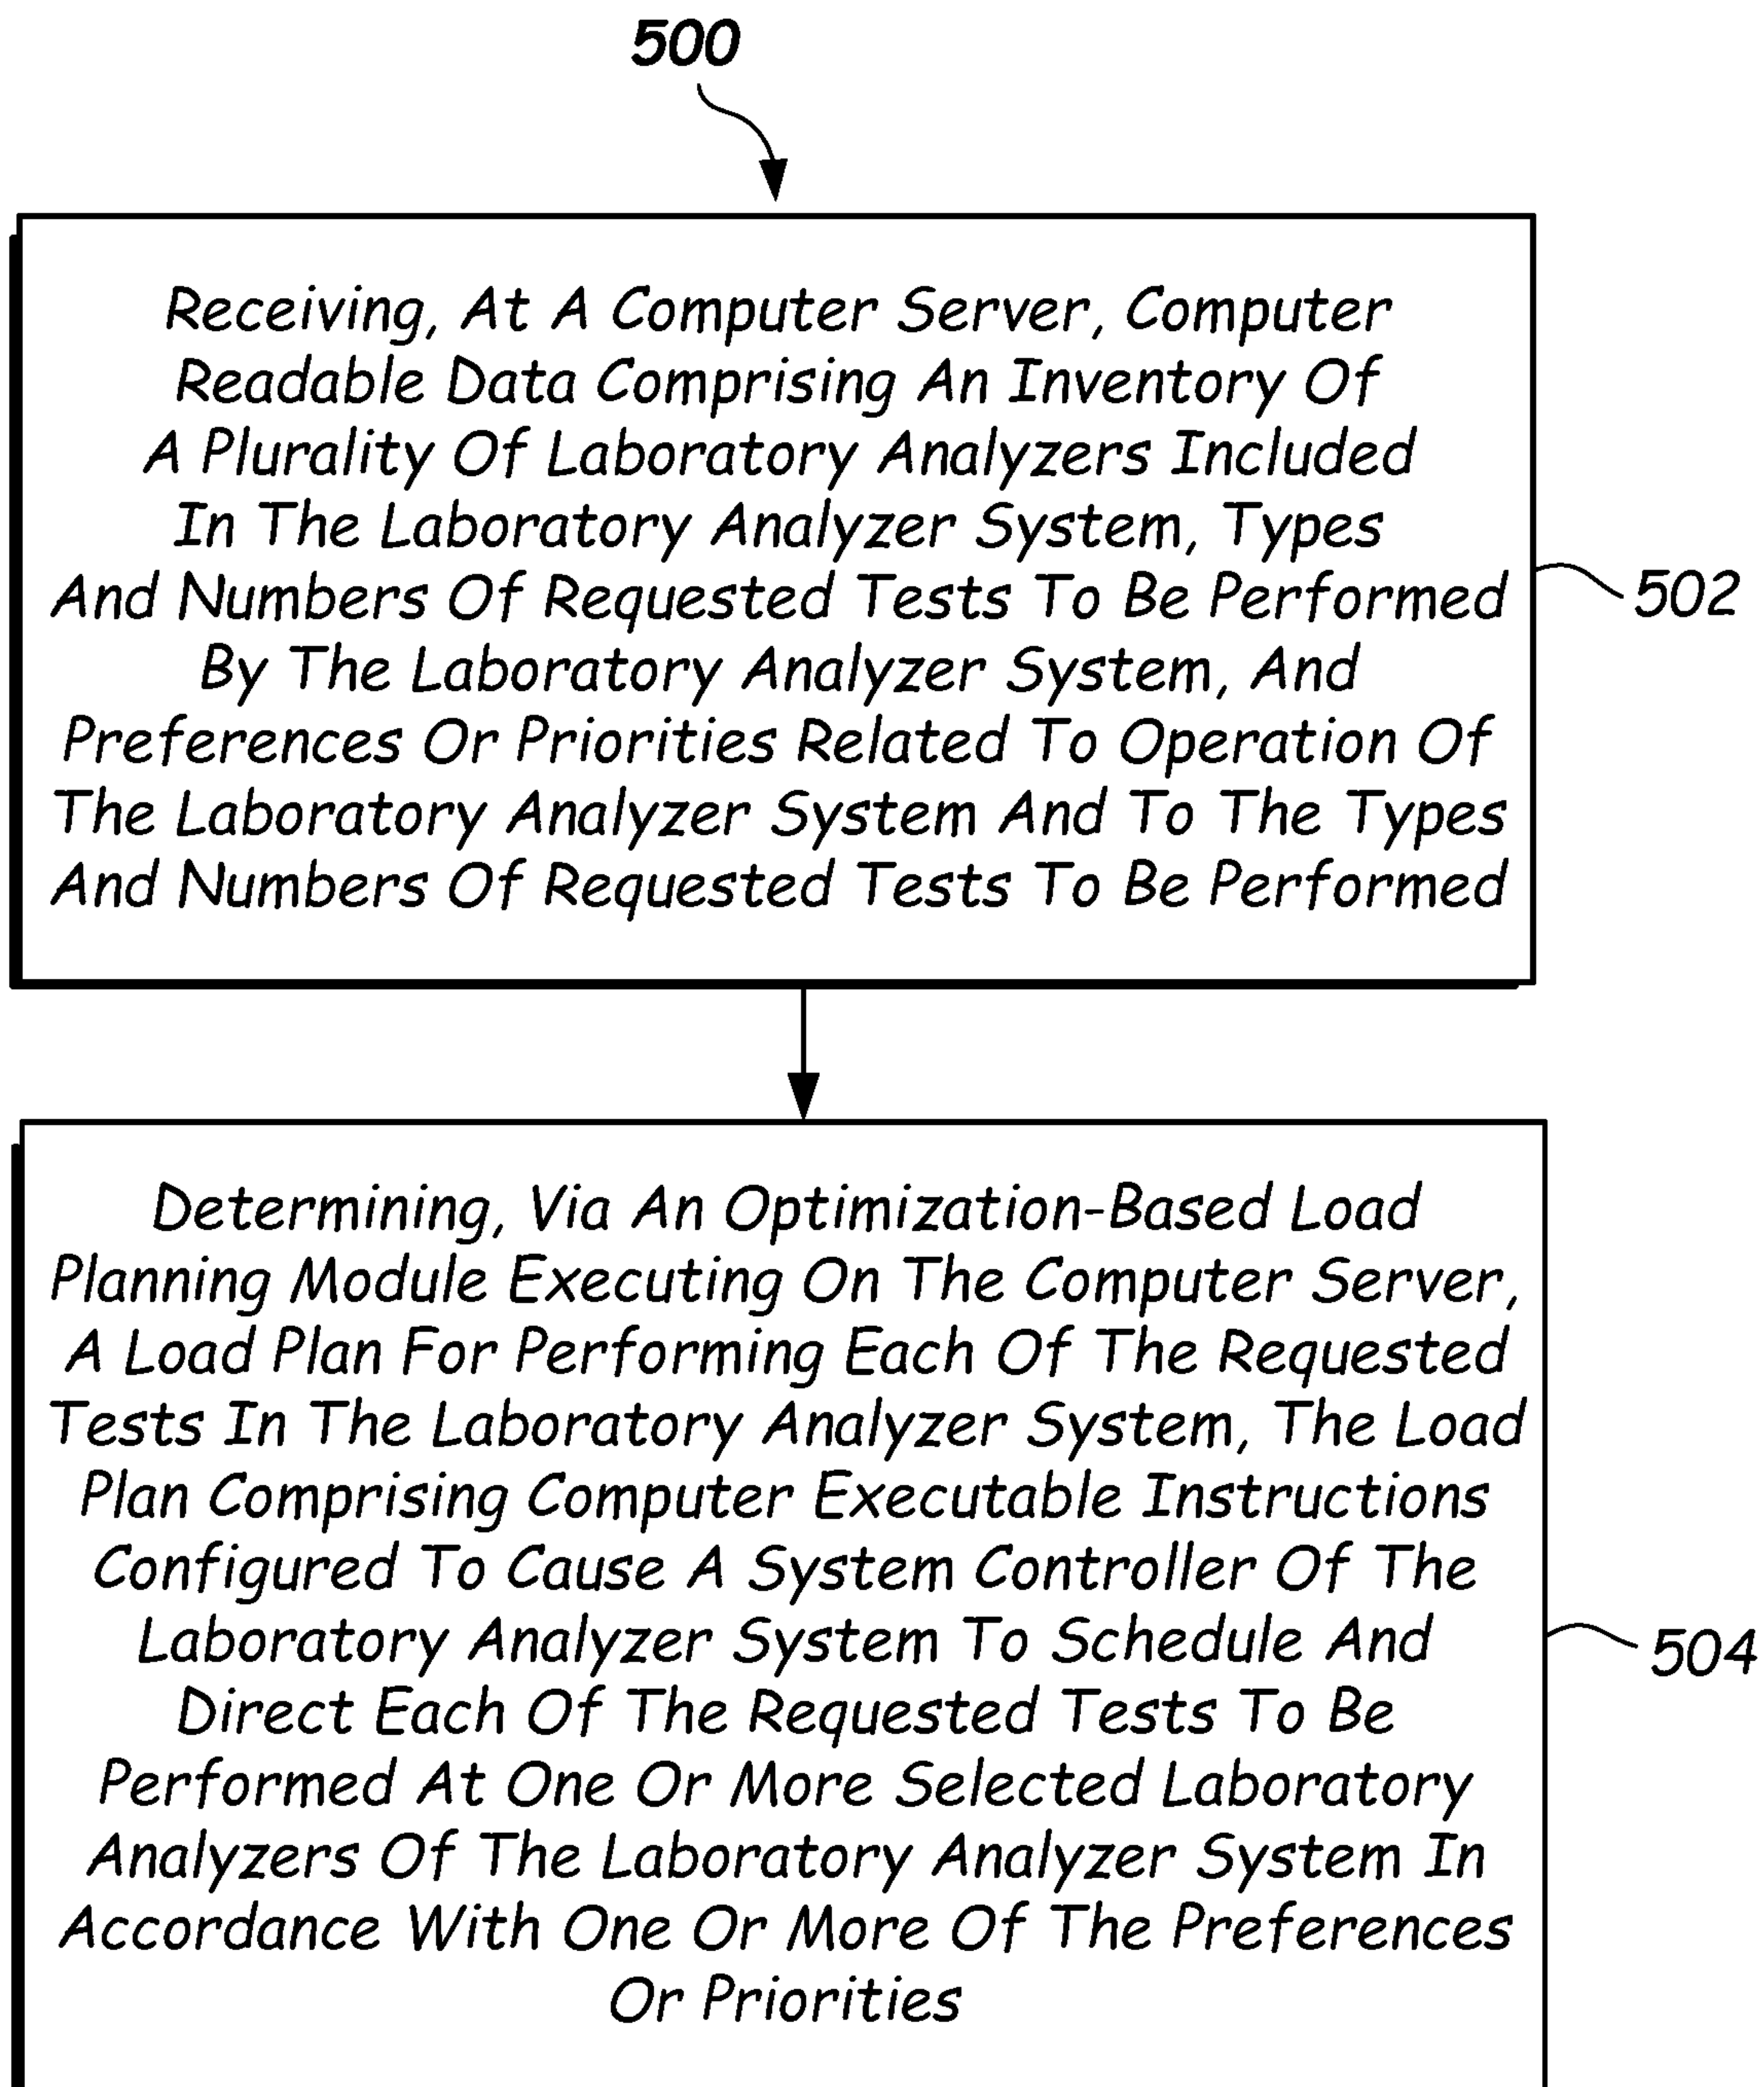 500
Receiving, At A Computer Server, Computer
Readable Data Comprising An Inventory Of
A Plurality Of Laboratory Analyzers Included
In The Laboratory Analyzer System, Types
And Numbers Of Requested Tests To Be Performed
By The Laboratory Analyzer System, And
Preferences Or Priorities Related To Operation Of
The Laboratory Analyzer System And To The Types
And Numbers Of Requested Tests To Be Performed
502
Determining, Via An Optimization-Based Load
Planning Module Executing On The Computer Server,
A Load Plan For Performing Each Of The Requested
Tests In The Laboratory Analyzer System, The Load
Plan Comprising Computer Executable Instructions
Configured To Cause A System Controller Of The
Laboratory Analyzer System To Schedule And
Direct Each Of The Requested Tests To Be
Performed At One Or More Selected Laboratory
Analyzers Of The Laboratory Analyzer System In
Accordance With One Or More Of The Preferences
Or Priorities
504